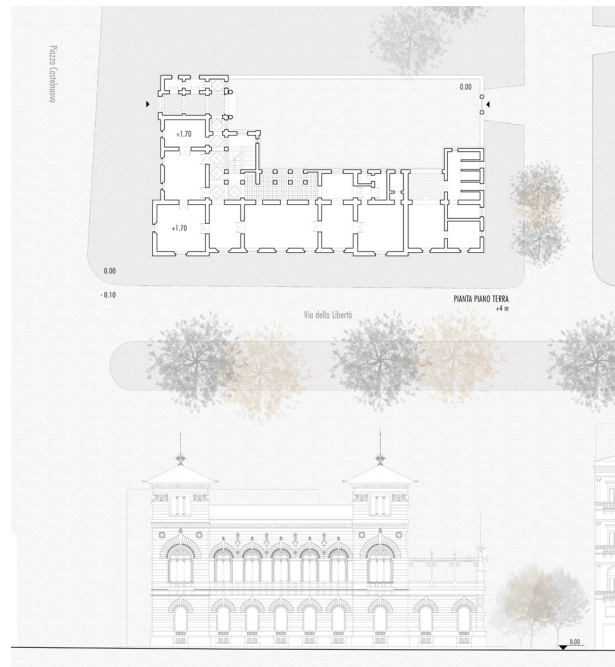 Piazza Castelnuovo
0.00
+1.70
+1.70
0.00
- 0.10
PIANTA PIANO TERRA
+4 m
Via della Libertà
0.00